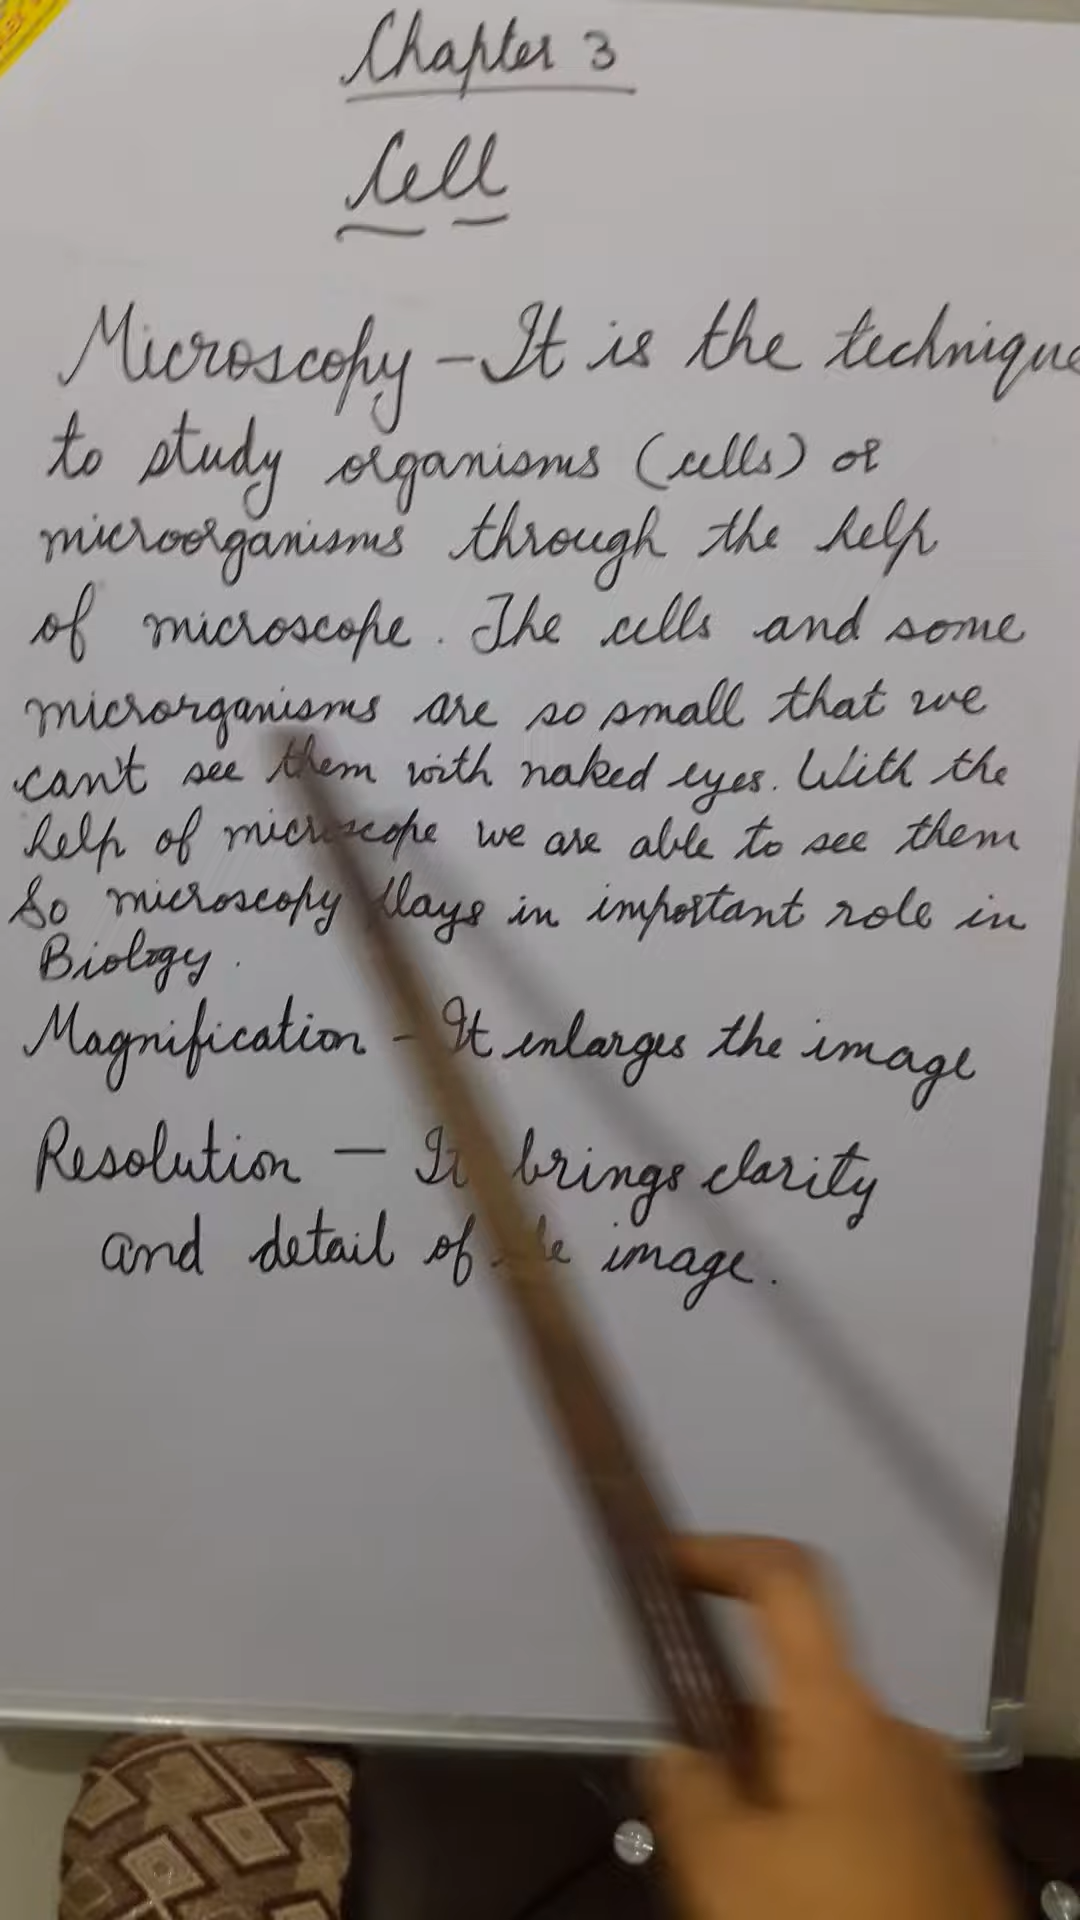 Chapter 3
Cell
Microscopy - It is the technique
to study organisms (cells) or
microorganisms through the help
of microscope. The cells and some
microrganisms are so small that we
can't see them with naked eyes. With the
help of microscope we are able to see them
So microscopy plays in important role in
Biology.
Magnification - It enlarges the image
Resolution - It brings clarity
and detail of the image.